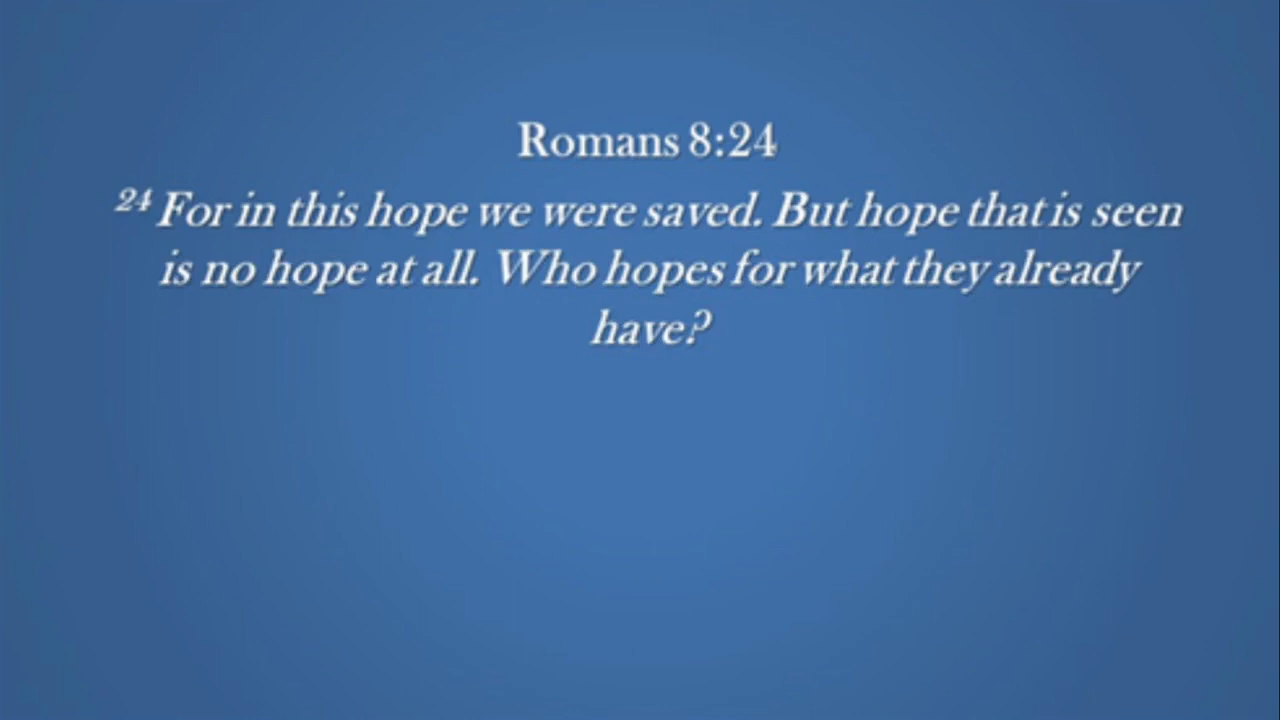 Romans 8:24
24 For in this hope we were saved. But hope that is seen
is no hope at all. Who hopes for what they already
have?